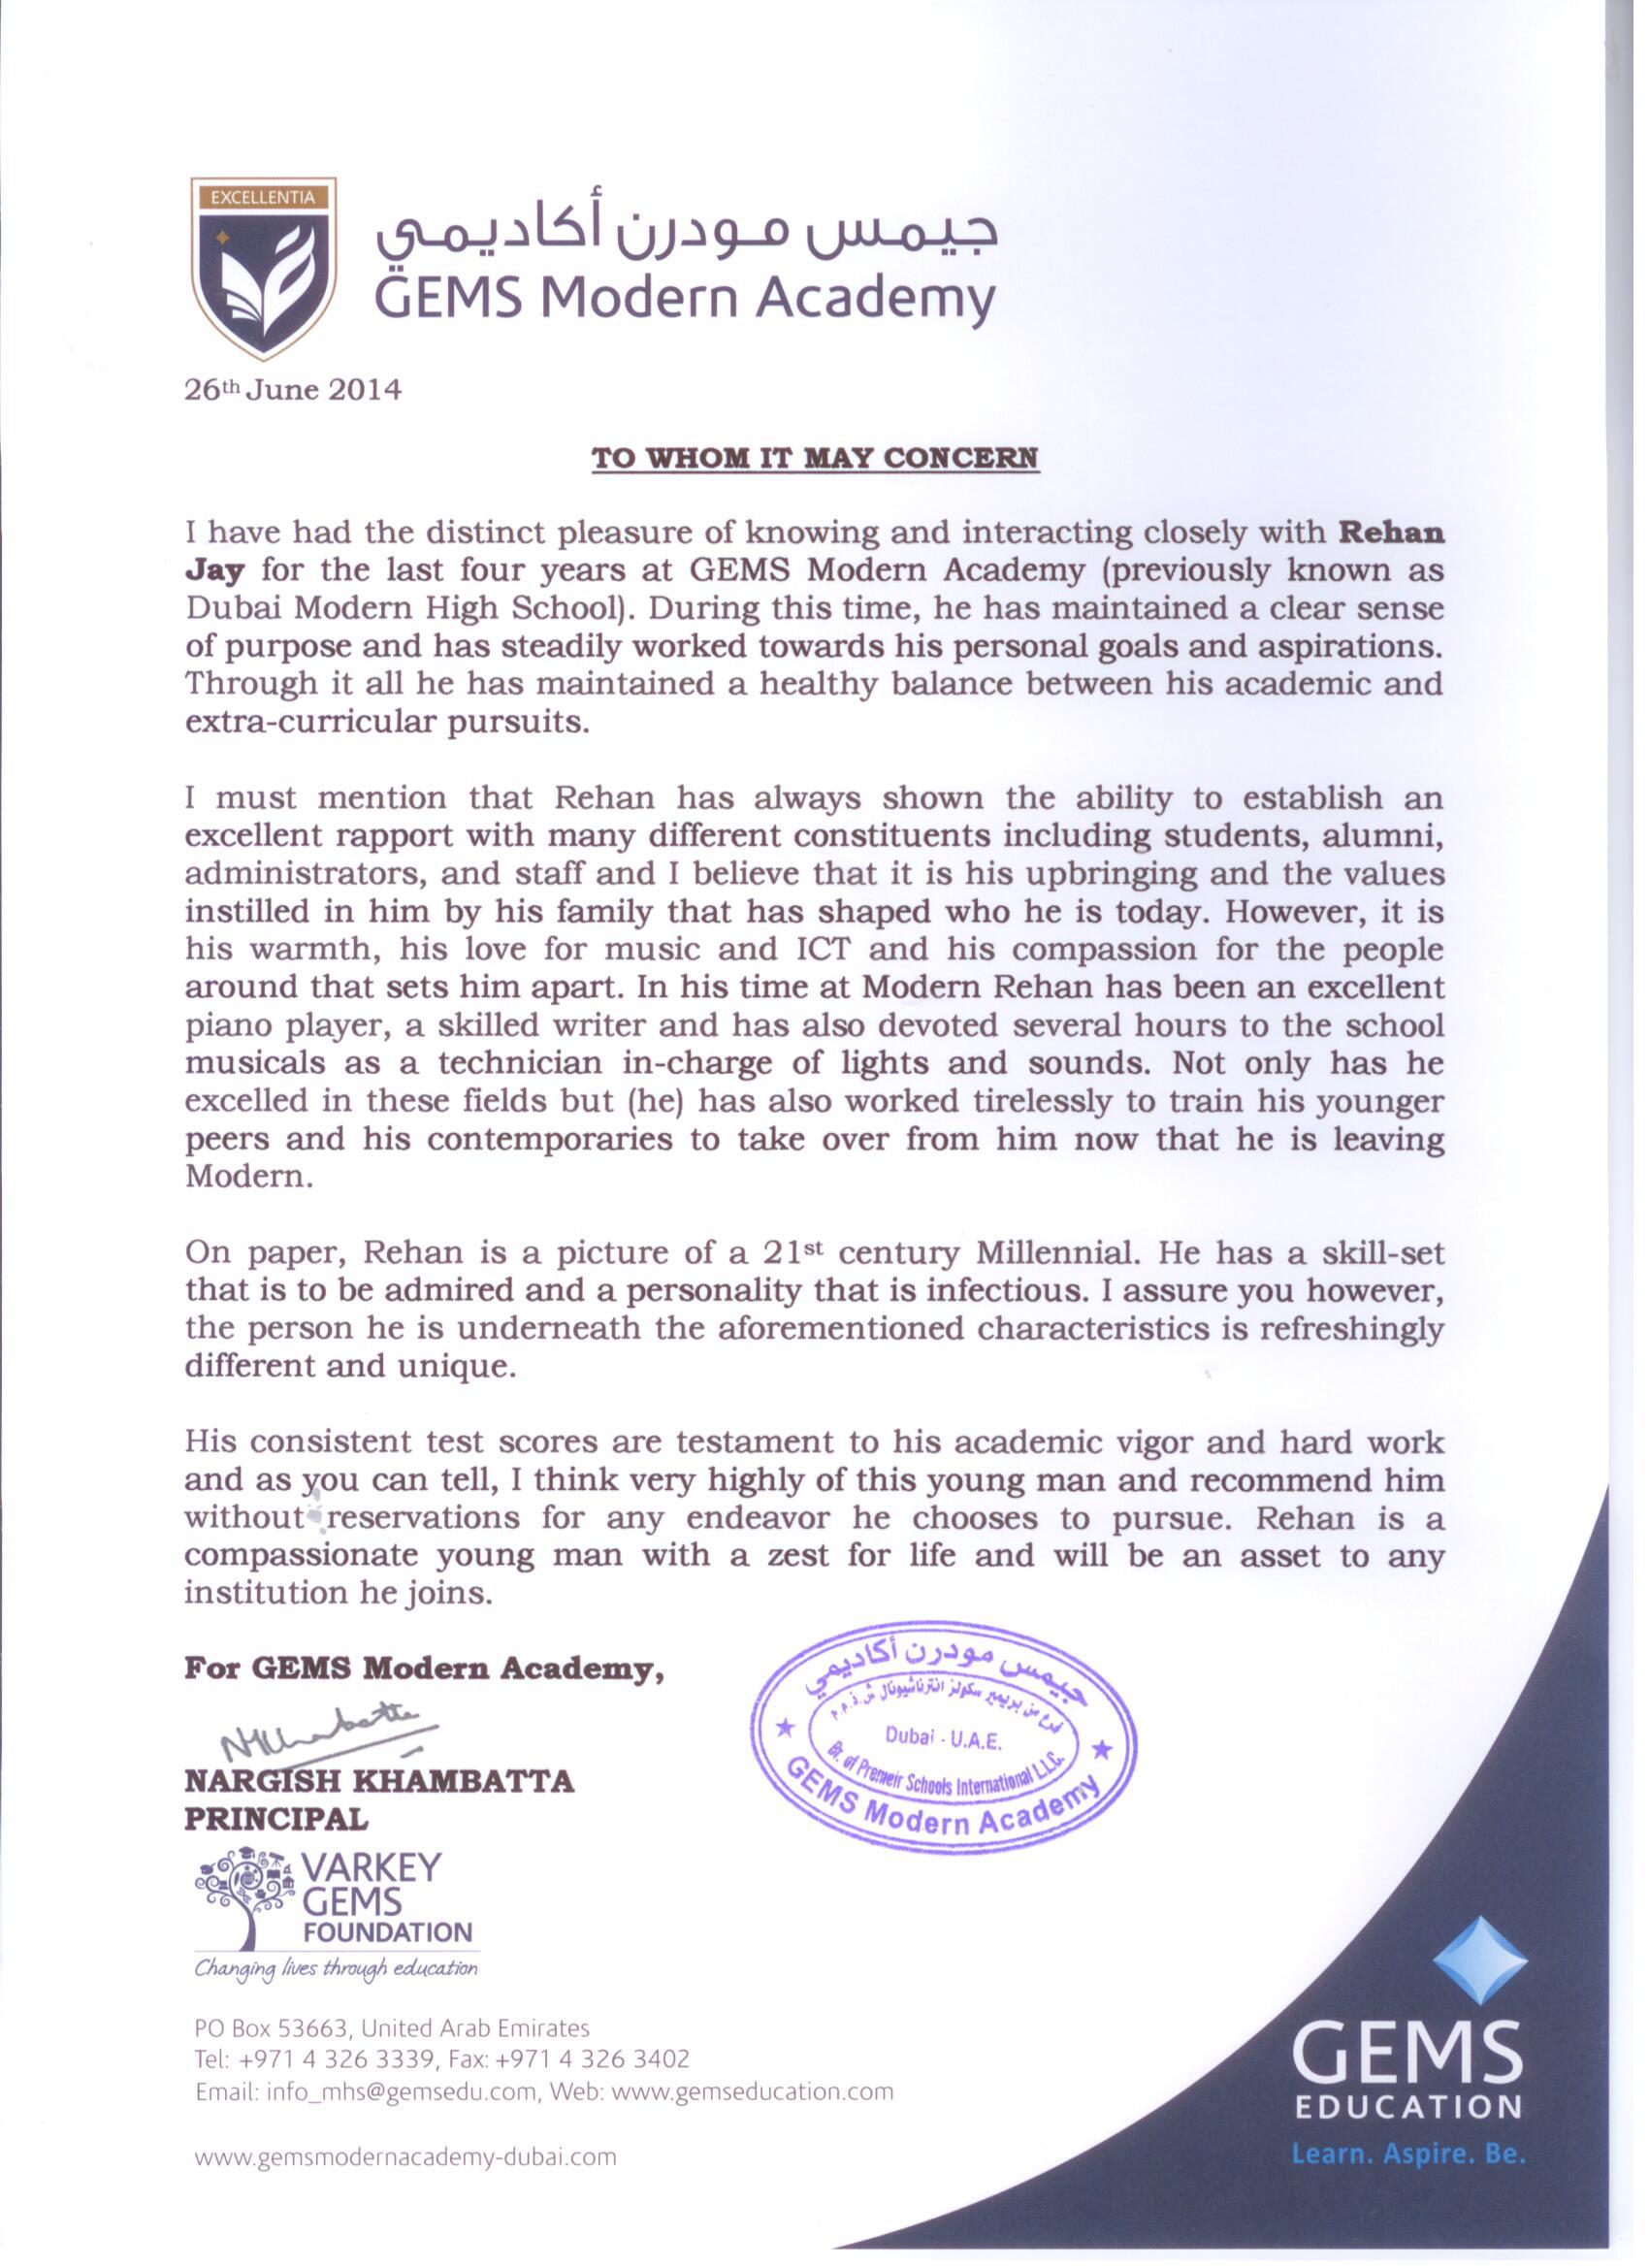 EXCELLENTIA
جيمس مودرن أكاديمي
GEMS Modern Academy
26th June 2014
TO WHOM IT MAY CONCERN
I have had the distinct pleasure of knowing and interacting closely with Rehan
Jay for the last four years at GEMS Modern Academy (previously known as
Dubai Modern High School). During this time, he has maintained a clear sense
of purpose and has steadily worked towards his personal goals and aspirations.
Through it all he has maintained a healthy balance between his academic and
extra-curricular pursuits.
I must mention that Rehan has always shown the ability to establish an
excellent rapport with many different constituents including students, alumni,
administrators, and staff and I believe that it is his upbringing and the values
instilled in him by his family that has shaped who he is today. However, it is
his warmth, his love for music and ICT and his compassion for the people
around that sets him apart. In his time at Modern Rehan has been an excellent
piano player, a skilled writer and has also devoted several hours to the school
musicals as a technician in-charge of lights and sounds. Not only has he
excelled in these fields but (he) has also worked tirelessly to train his younger
peers and his contemporaries to take over from him now that he is leaving
Modern.
On paper, Rehan is a picture of a 21st century Millennial. He has a skill-set
that is to be admired and a personality that is infectious. I assure you however,
the person he is underneath the aforementioned characteristics is refreshingly
different and unique.
His consistent test scores are testament to his academic vigor and hard work
and as you can tell, I think very highly of this young man and recommend him
without reservations for any endeavor he chooses to pursue. Rehan is a
compassionate young man with a zest for life and will be an asset to any
institution he joins.
For GEMS Modern Academy,
NKhambatta
NARGISH KHAMBATTA
PRINCIPAL
جيمس مودرن أكاديمي
فرع من بريمير سكولز انترناشيونال ش.ذ.م.م
Dubai - U.A.E.
Br. of Premeir Schools International L.L.C.
GEMS Modern Academy
VARKEY
GEMS
FOUNDATION
Changing lives through education
PO Box 53663, United Arab Emirates
Tel: +971 4 326 3339, Fax: +971 4 326 3402
Email: info_mhs@gemsedu.com, Web: www.gemseducation.com
www.gemsmodernacademy-dubai.com
GEMS
EDUCATION
Learn. Aspire. Be.